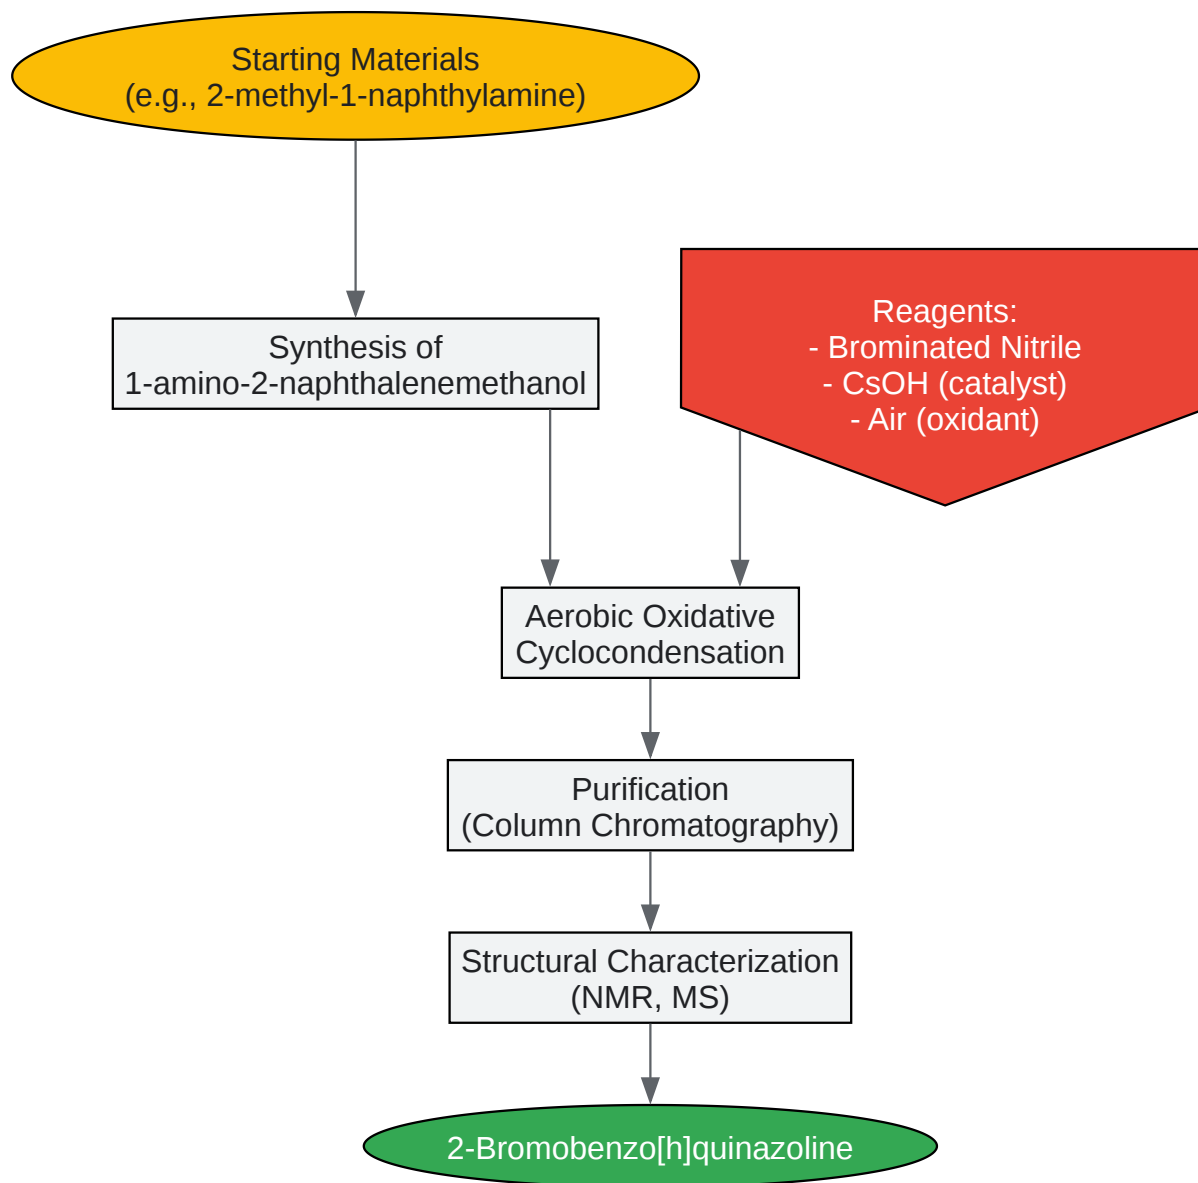 Starting Materials
(e.g., 2-methyl-1-naphthylamine)
Synthesis of
1-amino-2-naphthalenemethanol
Reagents:
- Brominated Nitrile
- CsOH (catalyst)
- Air (oxidant)
Aerobic Oxidative
Cyclocondensation
Purification
(Column Chromatography)
Structural Characterization
(NMR, MS)
2-Bromobenzo[h]quinazoline